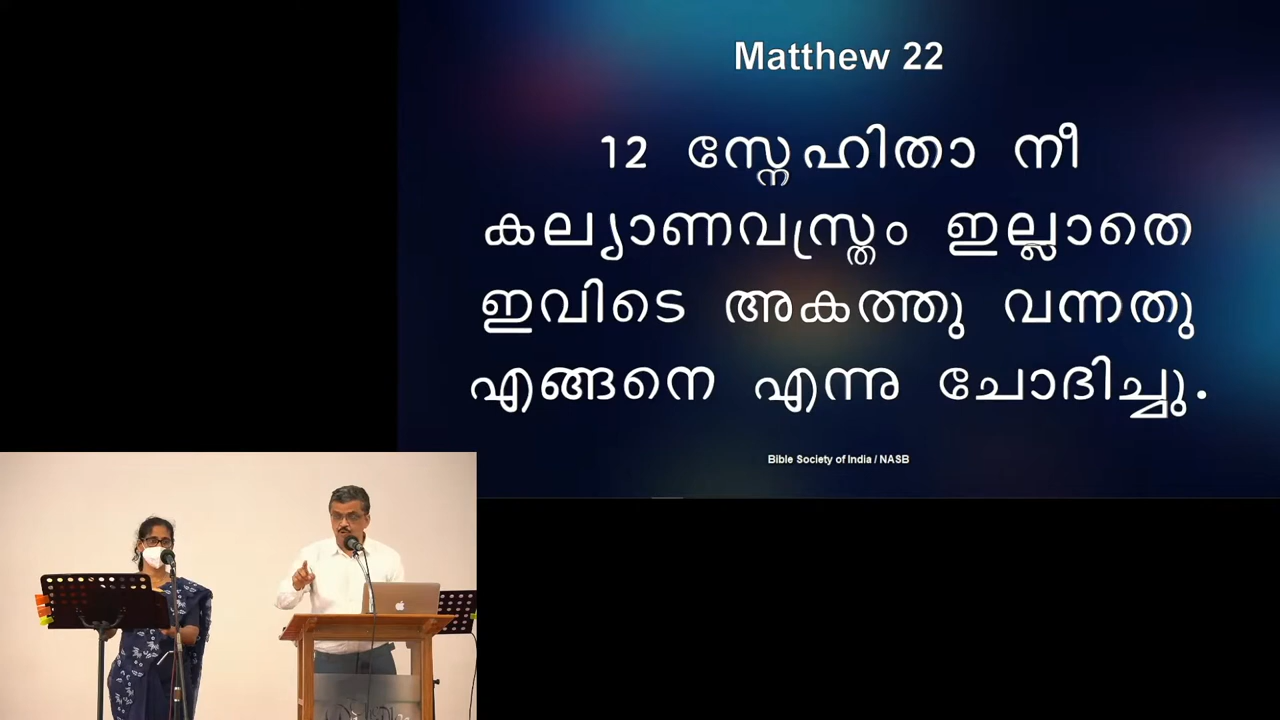 Matthew 22
12 സ്നേഹിതാ നീ
കല്യാണവസ്ത്രം ഇല്ലാതെ
ഇവിടെ അകത്തു വന്നതു
എങ്ങനെ എന്നു ചോദിച്ചു.
Bible Society of India / NASB